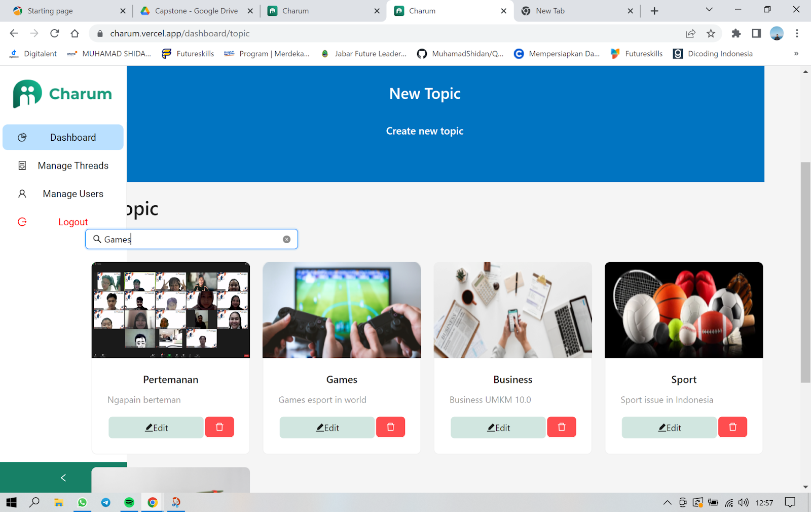 Starting page
Capstone - Google Drive
Charum
Charum
New Tab
charum.vercel.app/dashboard/topic
Digitalent
MUHAMAD SHIDA...
Futureskills
Program | Merdeka...
Jabar Future Leader...
MuhamadShidan/Q...
Mempersiapkan Da...
Futureskills
Dicoding Indonesia
»
Charum
Dashboard
Manage Threads
Manage Users
Logout
New Topic
Create new topic
opic
Games
Pertemanan
Ngapain berteman
Edit
Games
Games esport in world
Edit
Business
Business UMKM 10.0
Edit
Sport
Sport issue in Indonesia
Edit
12:57